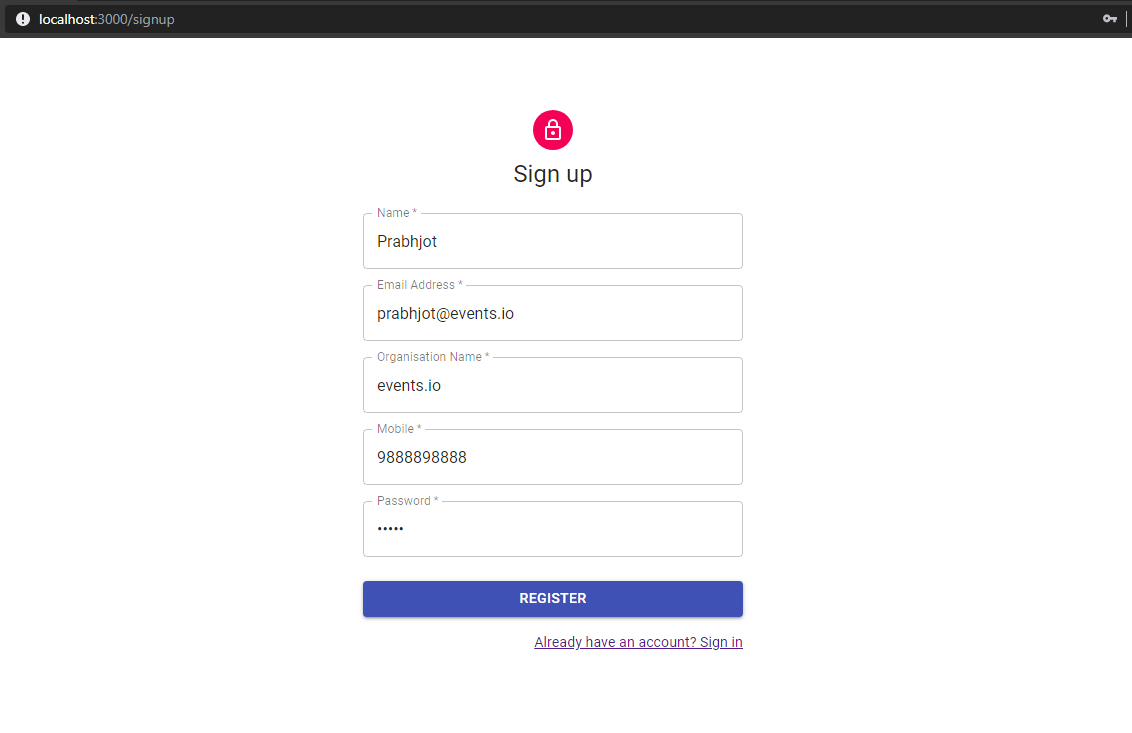 localhost:3000/signup
Sign up
Name *
Prabhjot
Email Address *
prabhjot@events.io
Organisation Name *
events.io
Mobile *
9888898888
Password *
•••••
REGISTER
Already have an account? Sign in